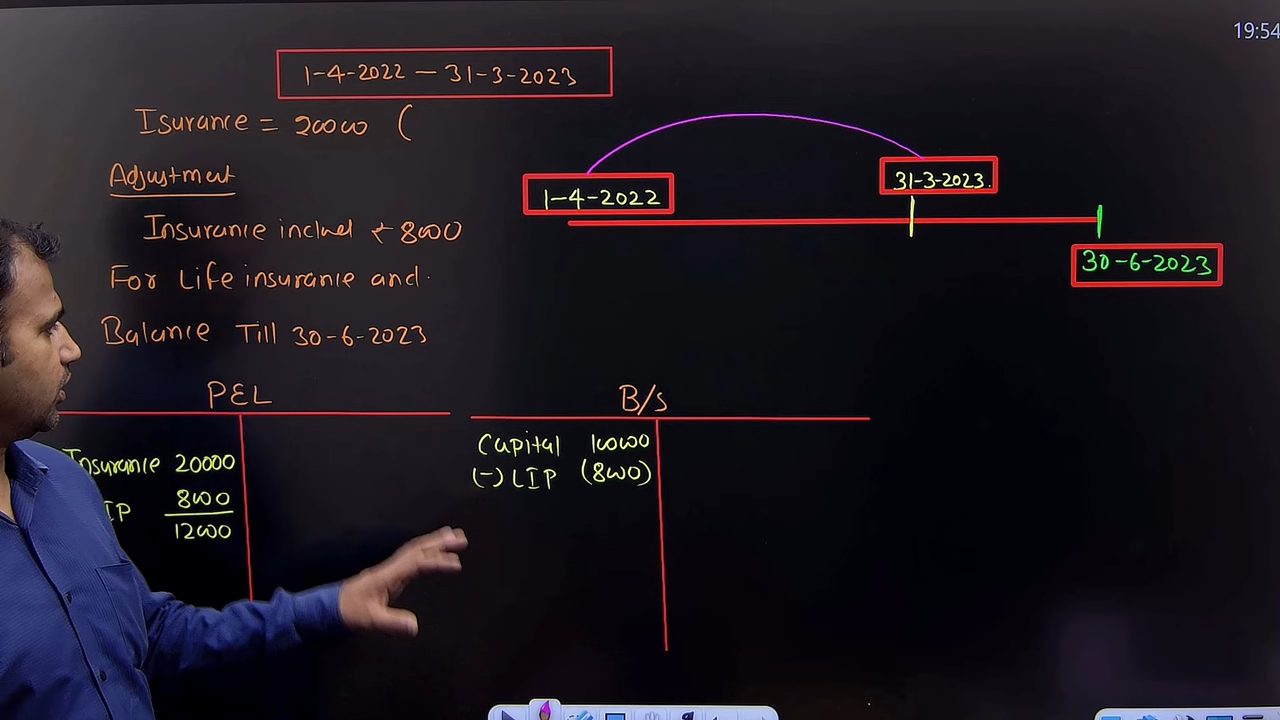 19:54
1-4-2022 — 31-3-2023
Isurance = 20000 (
Adjustment
Insurance includ ₹ 8000
For Life insurance and
Balance Till 30-6-2023
1-4-2022
31-3-2023
30-6-2023
P&L
Insurance 20000
IP 8000
12000
B/s
Capital 10000
(-) LIP (8000)